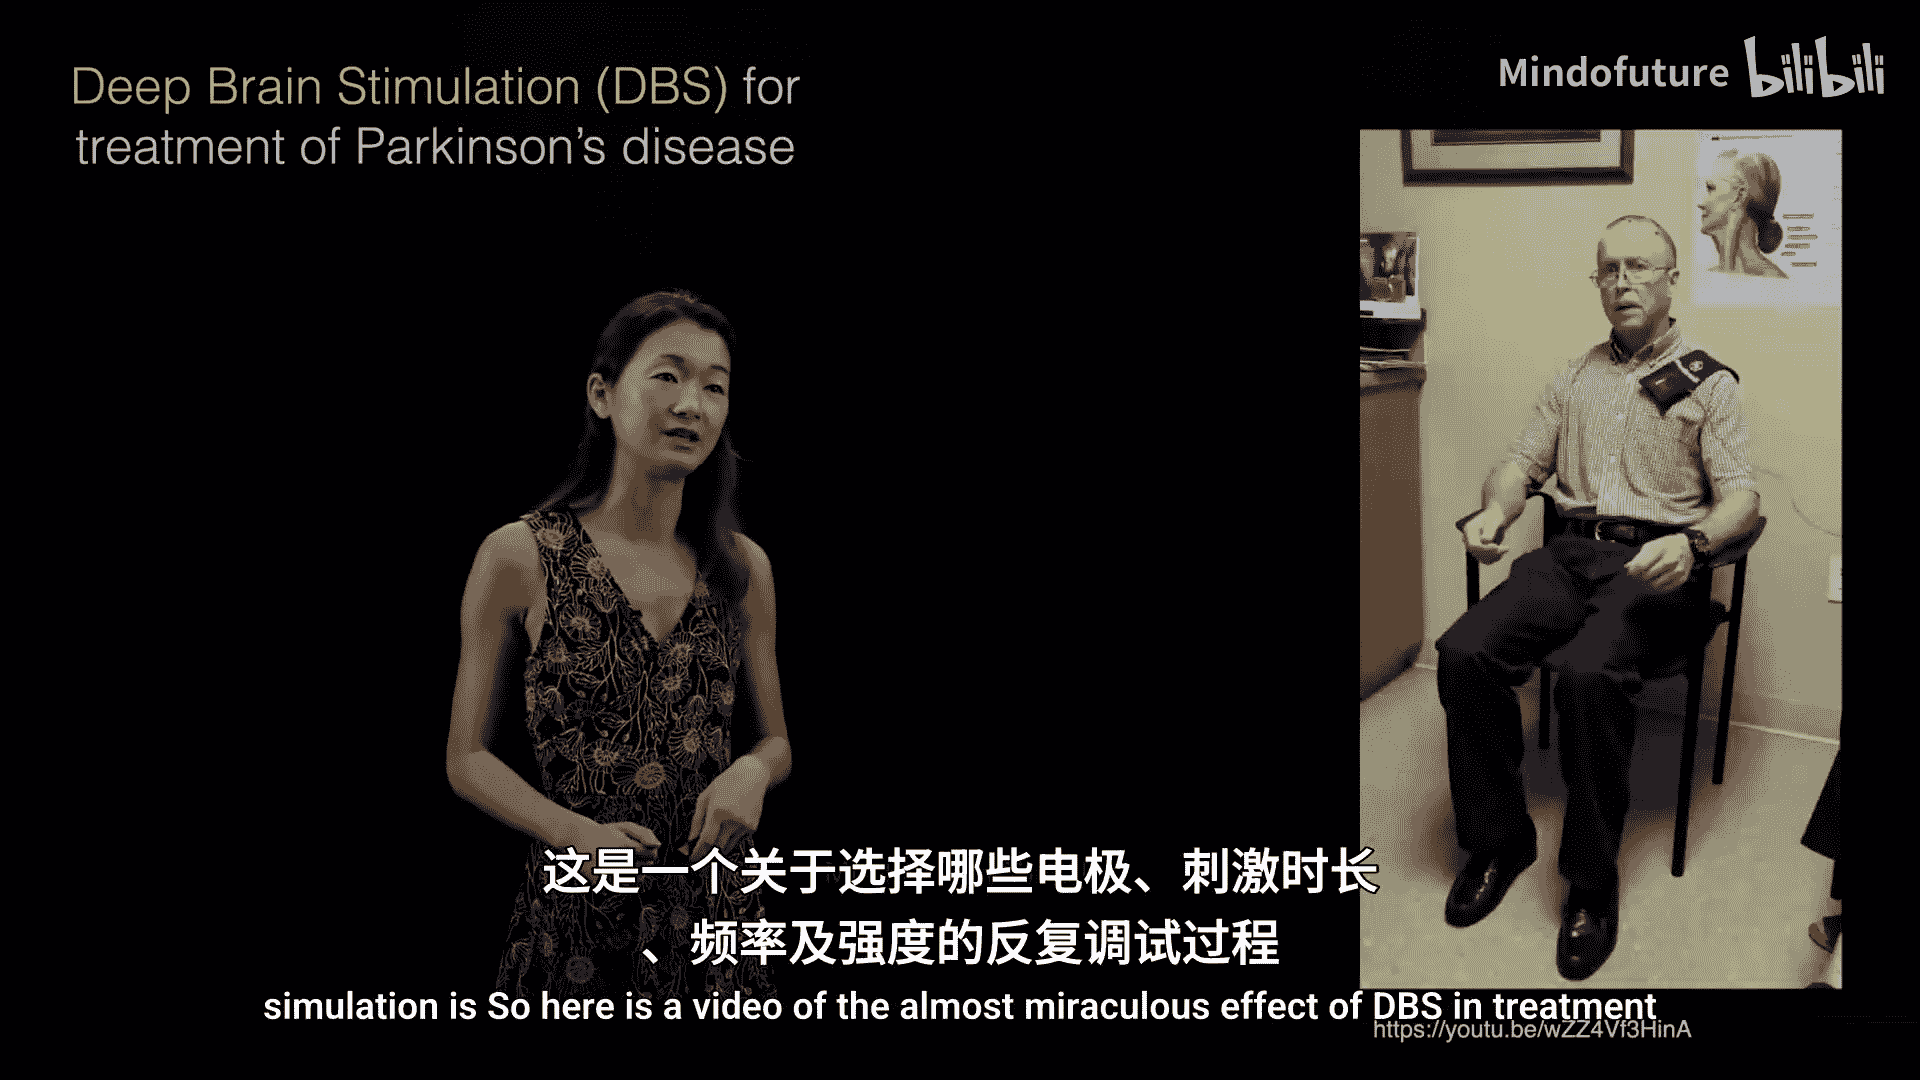 Deep Brain Stimulation (DBS) for
treatment of Parkinson's disease
Mindofuture bilibili
这是一个关于选择哪些电极、刺激时长
、频率及强度的反复调试过程
simulation is So here is a video of the almost miraculous effect of DBS in treatment
https://youtu.be/wZZ4Vf3HinA